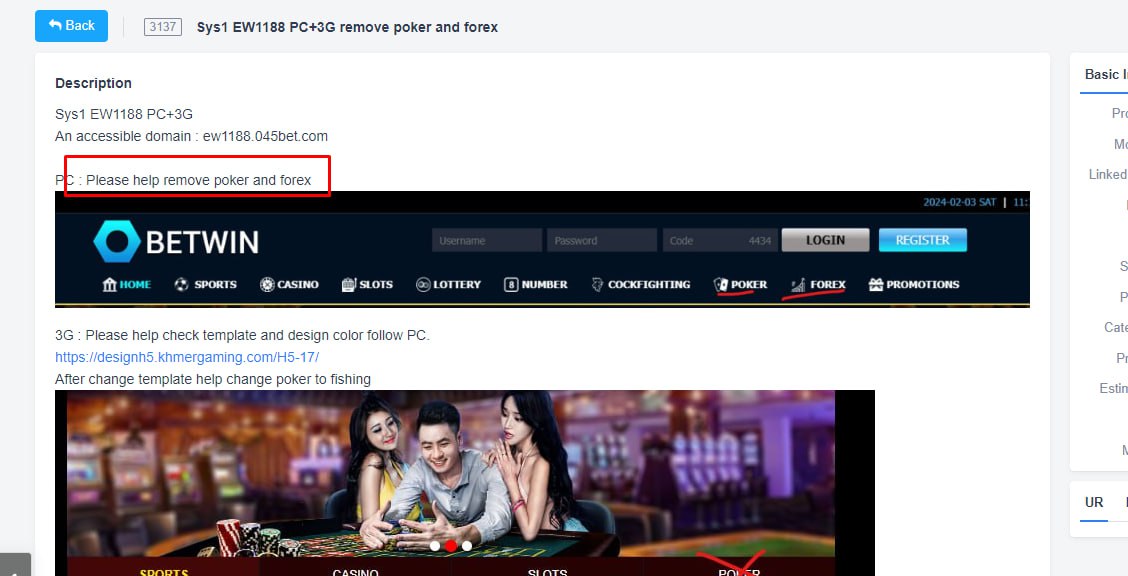 Back
3137
Sys1 EW1188 PC+3G remove poker and forex
Description
Sys1 EW1188 PC+3G
An accessible domain : ew1188.045bet.com
PC : Please help remove poker and forex
2024-02-03 SAT | 11:
BETWIN
Username Password Code 4434 LOGIN REGISTER
HOME SPORTS CASINO SLOTS LOTTERY 8 NUMBER COCKFIGHTING POKER FOREX PROMOTIONS
3G : Please help check template and design color follow PC.
https://designh5.khmergaming.com/H5-17/
After change template help change poker to fishing
SPORTS CASINO SLOTS POKER
Basic I
Pro
Mo
Linked
S
P
Cate
Pr
Estim
M
UR